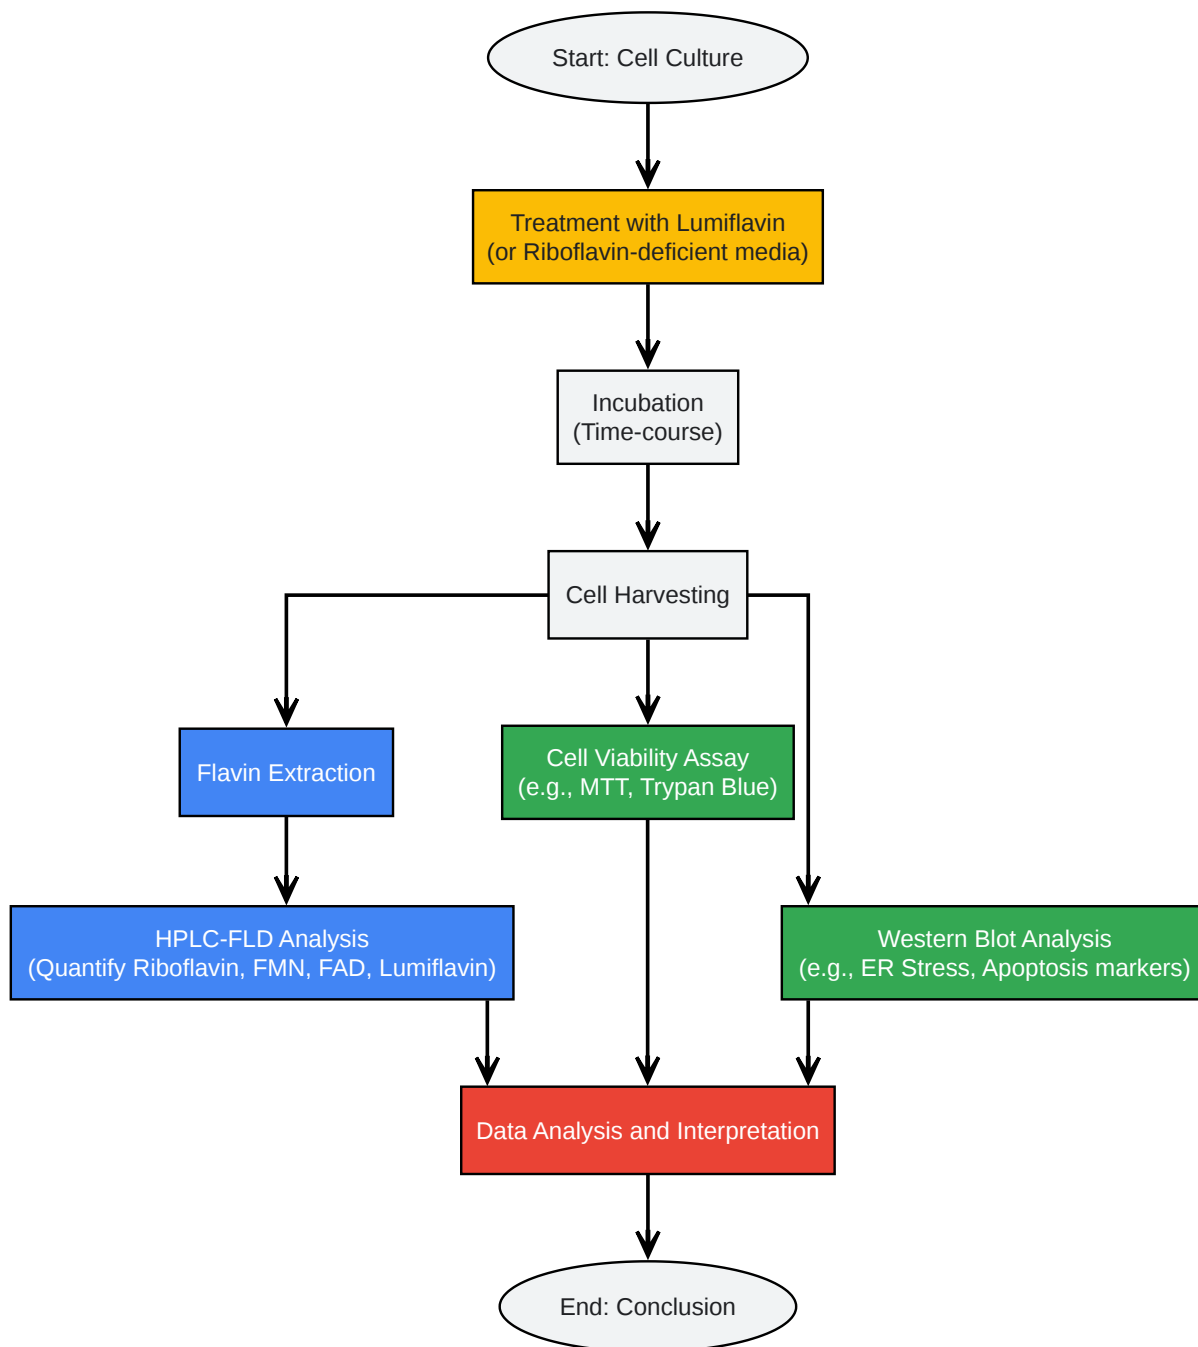 Start: Cell Culture
Treatment with Lumiflavin
(or Riboflavin-deficient media)
Incubation
(Time-course)
Cell Harvesting
Flavin Extraction
Cell Viability Assay
(e.g., MTT, Trypan Blue)
HPLC-FLD Analysis
(Quantify Riboflavin, FMN, FAD, Lumiflavin)
Western Blot Analysis
(e.g., ER Stress, Apoptosis markers)
Data Analysis and Interpretation
End: Conclusion